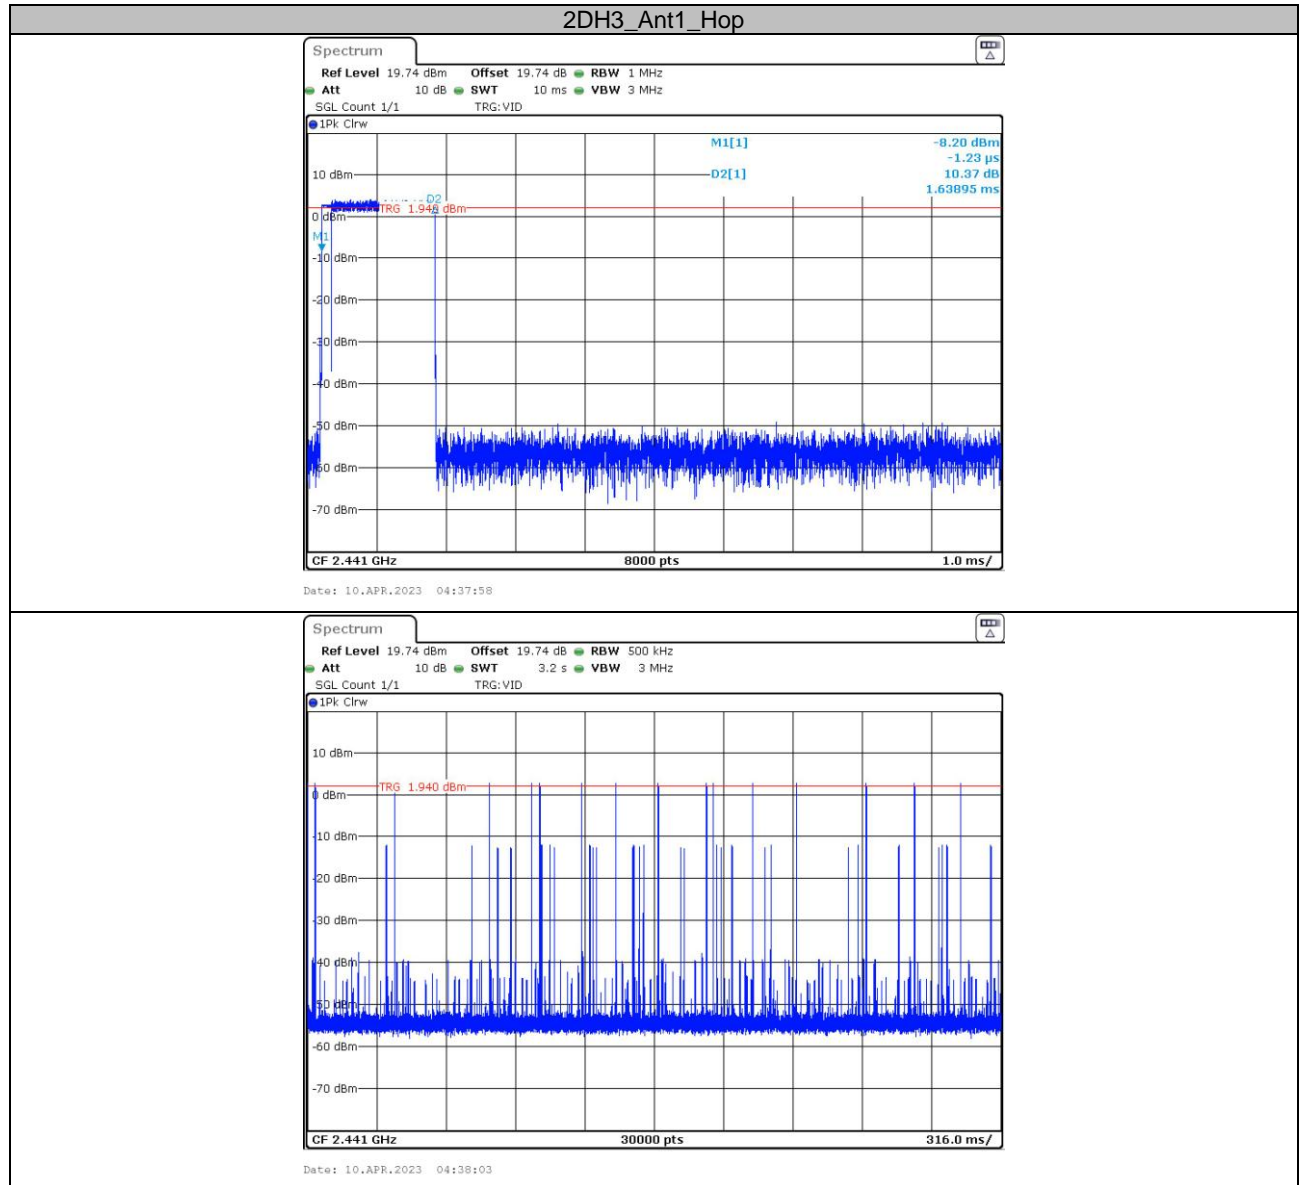 2DH3_Ant1_Hop
Spectrum
Ref Level 19.74 dBm Offset 19.74 dB RBW 1 MHz
Att 10 dB SWT 10 ms VBW 3 MHz
SGL Count 1/1 TRG:VID
1Pk Clrw
M1[1] -8.20 dBm
-1.23 µs
10 dBm D2[1] 10.37 dB
1.63895 ms
D2
TRG 1.940 dBm
0 dBm
M1
-10 dBm
-20 dBm
-30 dBm
-40 dBm
-50 dBm
-60 dBm
-70 dBm
CF 2.441 GHz 8000 pts 1.0 ms/
Date: 10.APR.2023 04:37:58
Spectrum
Ref Level 19.74 dBm Offset 19.74 dB RBW 500 kHz
Att 10 dB SWT 3.2 s VBW 3 MHz
SGL Count 1/1 TRG:VID
1Pk Clrw
10 dBm
TRG 1.940 dBm
0 dBm
-10 dBm
-20 dBm
-30 dBm
-40 dBm
-50 dBm
-60 dBm
-70 dBm
CF 2.441 GHz 30000 pts 316.0 ms/
Date: 10.APR.2023 04:38:03